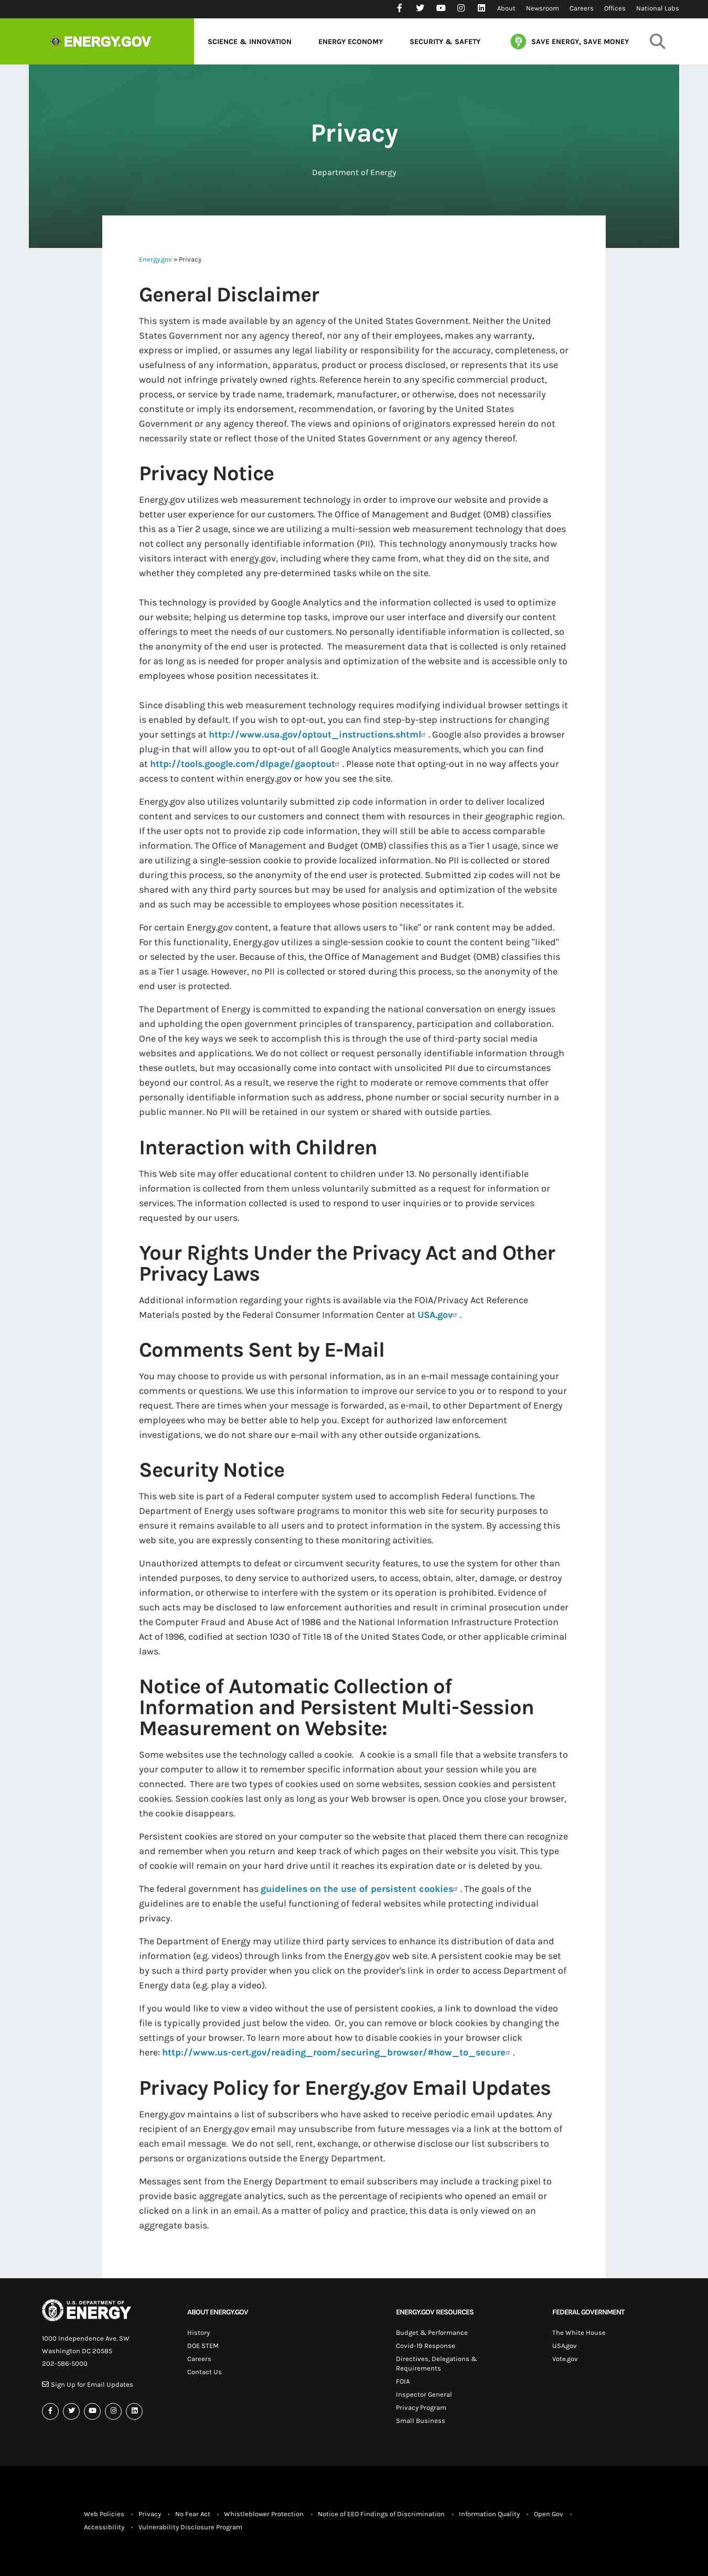 About Newsroom Careers Offices National Labs
ENERGY.GOV SCIENCE & INNOVATION ENERGY ECONOMY SECURITY & SAFETY SAVE ENERGY, SAVE MONEY
Privacy
Department of Energy
Energy.gov » Privacy
General Disclaimer
This system is made available by an agency of the United States Government. Neither the United
States Government nor any agency thereof, nor any of their employees, makes any warranty,
express or implied, or assumes any legal liability or responsibility for the accuracy, completeness, or
usefulness of any information, apparatus, product or process disclosed, or represents that its use
would not infringe privately owned rights. Reference herein to any specific commercial product,
process, or service by trade name, trademark, manufacturer, or otherwise, does not necessarily
constitute or imply its endorsement, recommendation, or favoring by the United States
Government or any agency thereof. The views and opinions of originators expressed herein do not
necessarily state or reflect those of the United States Government or any agency thereof.
Privacy Notice
Energy.gov utilizes web measurement technology in order to improve our website and provide a
better user experience for our customers. The Office of Management and Budget (OMB) classifies
this as a Tier 2 usage, since we are utilizing a multi-session web measurement technology that does
not collect any personally identifiable information (PII). This technology anonymously tracks how
visitors interact with energy.gov, including where they came from, what they did on the site, and
whether they completed any pre-determined tasks while on the site.
This technology is provided by Google Analytics and the information collected is used to optimize
our website; helping us determine top tasks, improve our user interface and diversify our content
offerings to meet the needs of our customers. No personally identifiable information is collected, so
the anonymity of the end user is protected. The measurement data that is collected is only retained
for as long as is needed for proper analysis and optimization of the website and is accessible only to
employees whose position necessitates it.
Since disabling this web measurement technology requires modifying individual browser settings it
is enabled by default. If you wish to opt-out, you can find step-by-step instructions for changing
your settings at http://www.usa.gov/optout_instructions.shtml . Google also provides a browser
plug-in that will allow you to opt-out of all Google Analytics measurements, which you can find
at http://tools.google.com/dlpage/gaoptout . Please note that opting-out in no way affects your
access to content within energy.gov or how you see the site.
Energy.gov also utilizes voluntarily submitted zip code information in order to deliver localized
content and services to our customers and connect them with resources in their geographic region.
If the user opts not to provide zip code information, they will still be able to access comparable
information. The Office of Management and Budget (OMB) classifies this as a Tier 1 usage, since we
are utilizing a single-session cookie to provide localized information. No PII is collected or stored
during this process, so the anonymity of the end user is protected. Submitted zip codes will not be
shared with any third party sources but may be used for analysis and optimization of the website
and as such may be accessible to employees whose position necessitates it.
For certain Energy.gov content, a feature that allows users to "like" or rank content may be added.
For this functionality, Energy.gov utilizes a single-session cookie to count the content being "liked"
or selected by the user. Because of this, the Office of Management and Budget (OMB) classifies this
as a Tier 1 usage. However, no PII is collected or stored during this process, so the anonymity of the
end user is protected.
The Department of Energy is committed to expanding the national conversation on energy issues
and upholding the open government principles of transparency, participation and collaboration.
One of the key ways we seek to accomplish this is through the use of third-party social media
websites and applications. We do not collect or request personally identifiable information through
these outlets, but may occasionally come into contact with unsolicited PII due to circumstances
beyond our control. As a result, we reserve the right to moderate or remove comments that offer
personally identifiable information such as address, phone number or social security number in a
public manner. No PII will be retained in our system or shared with outside parties.
Interaction with Children
This Web site may offer educational content to children under 13. No personally identifiable
information is collected from them unless voluntarily submitted as a request for information or
services. The information collected is used to respond to user inquiries or to provide services
requested by our users.
Your Rights Under the Privacy Act and Other
Privacy Laws
Additional information regarding your rights is available via the FOIA/Privacy Act Reference
Materials posted by the Federal Consumer Information Center at USA.gov .
Comments Sent by E-Mail
You may choose to provide us with personal information, as in an e-mail message containing your
comments or questions. We use this information to improve our service to you or to respond to your
request. There are times when your message is forwarded, as e-mail, to other Department of Energy
employees who may be better able to help you. Except for authorized law enforcement
investigations, we do not share our e-mail with any other outside organizations.
Security Notice
This web site is part of a Federal computer system used to accomplish Federal functions. The
Department of Energy uses software programs to monitor this web site for security purposes to
ensure it remains available to all users and to protect information in the system. By accessing this
web site, you are expressly consenting to these monitoring activities.
Unauthorized attempts to defeat or circumvent security features, to use the system for other than
intended purposes, to deny service to authorized users, to access, obtain, alter, damage, or destroy
information, or otherwise to interfere with the system or its operation is prohibited. Evidence of
such acts may be disclosed to law enforcement authorities and result in criminal prosecution under
the Computer Fraud and Abuse Act of 1986 and the National Information Infrastructure Protection
Act of 1996, codified at section 1030 of Title 18 of the United States Code, or other applicable criminal
laws.
Notice of Automatic Collection of
Information and Persistent Multi-Session
Measurement on Website:
Some websites use the technology called a cookie. A cookie is a small file that a website transfers to
your computer to allow it to remember specific information about your session while you are
connected. There are two types of cookies used on some websites, session cookies and persistent
cookies. Session cookies last only as long as your Web browser is open. Once you close your browser,
the cookie disappears.
Persistent cookies are stored on your computer so the website that placed them there can recognize
and remember when you return and keep track of which pages on their website you visit. This type
of cookie will remain on your hard drive until it reaches its expiration date or is deleted by you.
The federal government has guidelines on the use of persistent cookies . The goals of the
guidelines are to enable the useful functioning of federal websites while protecting individual
privacy.
The Department of Energy may utilize third party services to enhance its distribution of data and
information (e.g. videos) through links from the Energy.gov web site. A persistent cookie may be set
by such a third party provider when you click on the provider's link in order to access Department of
Energy data (e.g. play a video).
If you would like to view a video without the use of persistent cookies, a link to download the video
file is typically provided just below the video. Or, you can remove or block cookies by changing the
settings of your browser. To learn more about how to disable cookies in your browser click
here: http://www.us-cert.gov/reading_room/securing_browser/#how_to_secure .
Privacy Policy for Energy.gov Email Updates
Energy.gov maintains a list of subscribers who have asked to receive periodic email updates. Any
recipient of an Energy.gov email may unsubscribe from future messages via a link at the bottom of
each email message. We do not sell, rent, exchange, or otherwise disclose our list subscribers to
persons or organizations outside the Energy Department.
Messages sent from the Energy Department to email subscribers may include a tracking pixel to
provide basic aggregate analytics, such as the percentage of recipients who opened an email or
clicked on a link in an email. As a matter of policy and practice, this data is only viewed on an
aggregate basis.
U.S. DEPARTMENT OF
ENERGY
1000 Independence Ave. SW
Washington DC 20585
202-586-5000
Sign Up for Email Updates
ABOUT ENERGY.GOV
History
DOE STEM
Careers
Contact Us
ENERGY.GOV RESOURCES
Budget & Performance
Covid-19 Response
Directives, Delegations &
Requirements
FOIA
Inspector General
Privacy Program
Small Business
FEDERAL GOVERNMENT
The White House
USA.gov
Vote.gov
Web Policies • Privacy • No Fear Act • Whistleblower Protection • Notice of EEO Findings of Discrimination • Information Quality • Open Gov •
Accessibility • Vulnerability Disclosure Program